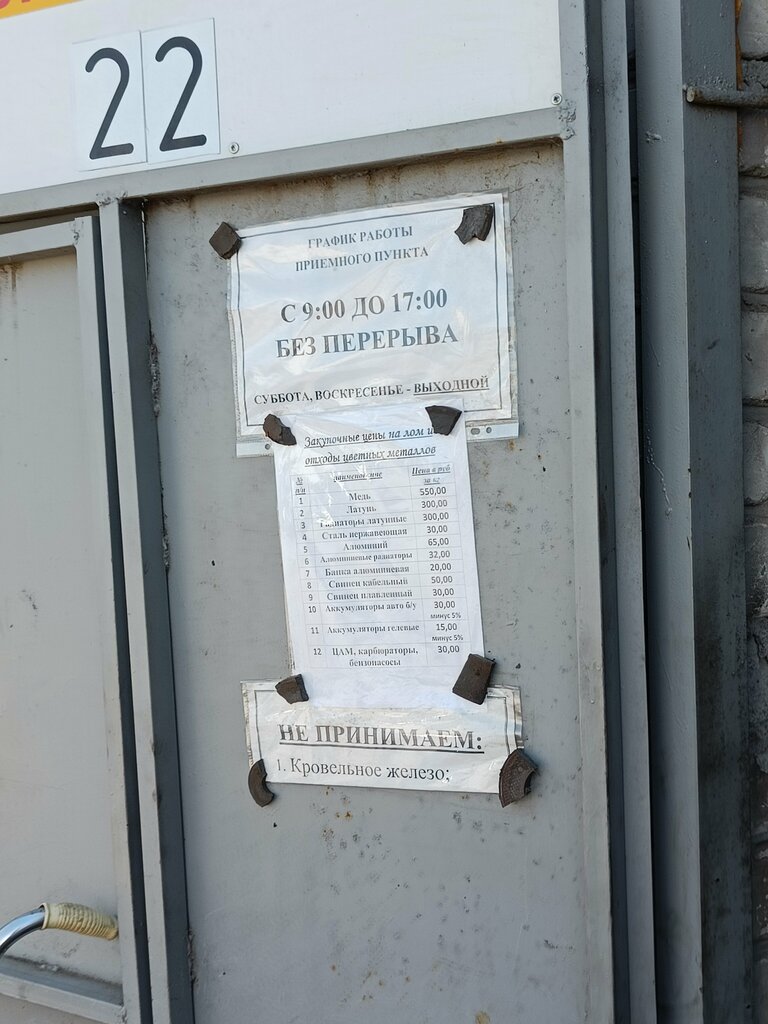 22
ГРАФИК РАБОТЫ
ПРИЕМНОГО ПУНКТА
С 9:00 ДО 17:00
БЕЗ ПЕРЕРЫВА
СУББОТА, ВОСКРЕСЕНЬЕ - ВЫХОДНОЙ
Закупочные цены на лом и
отходы цветных металлов
№ п/п наименование Цена в руб за кг
1 Медь 550,00
2 Латунь 300,00
3 Радиаторы латунные 300,00
4 Сталь нержавеющая 30,00
5 Алюминий 65,00
6 Алюминиевые радиаторы 32,00
7 Банка алюминиевая 20,00
8 Свинец кабельный 50,00
9 Свинец плавленный 30,00
10 Аккумуляторы авто б/у 30,00
минус 5%
11 Аккумуляторы гелевые 15,00
минус 5%
12 ЦАМ, карбюраторы, 30,00
бензонасосы
НЕ ПРИНИМАЕМ:
1. Кровельное железо;